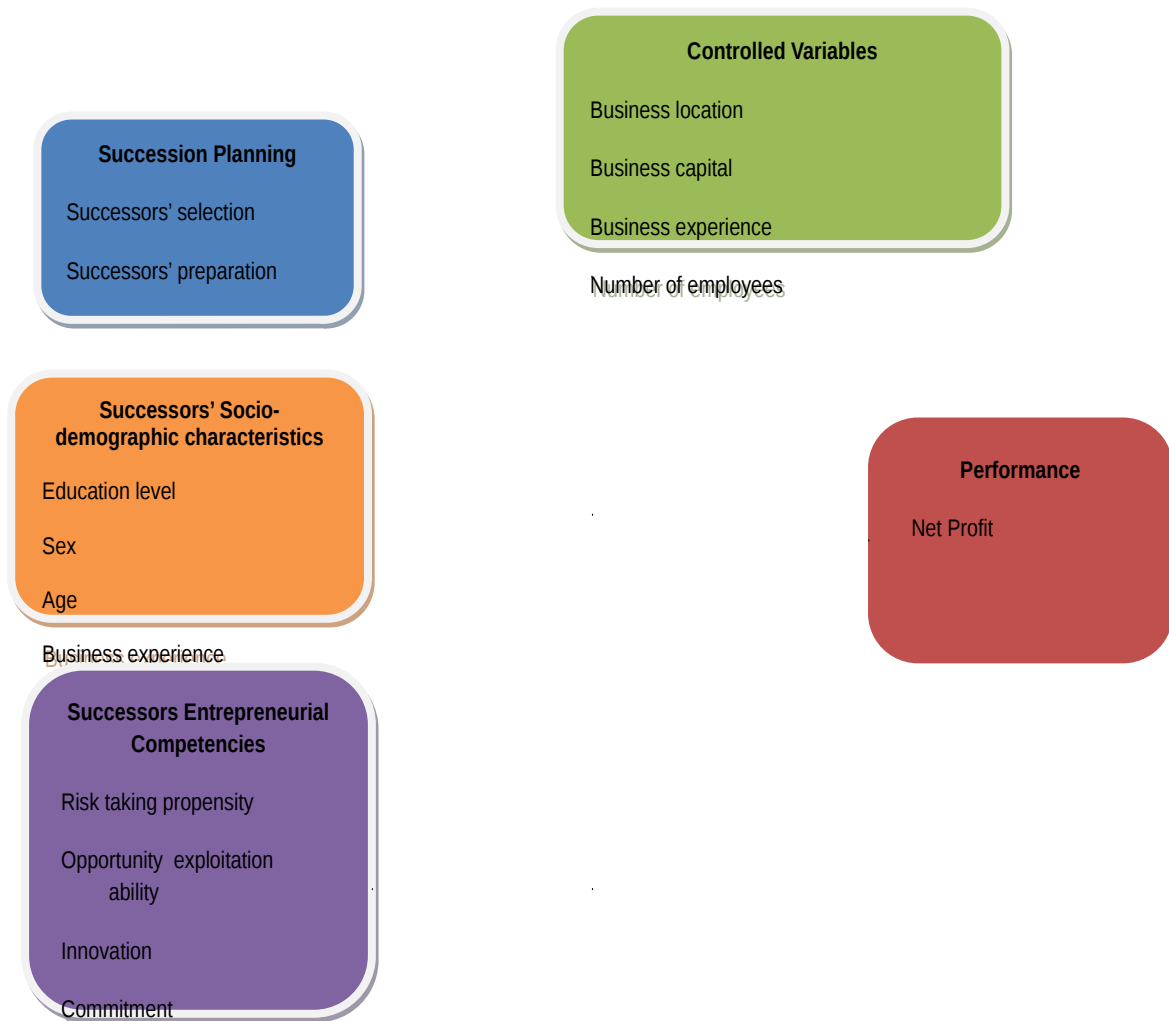 Controlled Variables
Business location
Business capital
Business experience
Number of employees
Succession Planning
Successors’ selection
Successors’ preparation
Successors’ Socio-
demographic characteristics
Education level
Sex
Age
Business experience
Performance
Net Profit
Successors Entrepreneurial
Competencies
Risk taking propensity
Opportunity  exploitation
ability
Innovation
Commitment